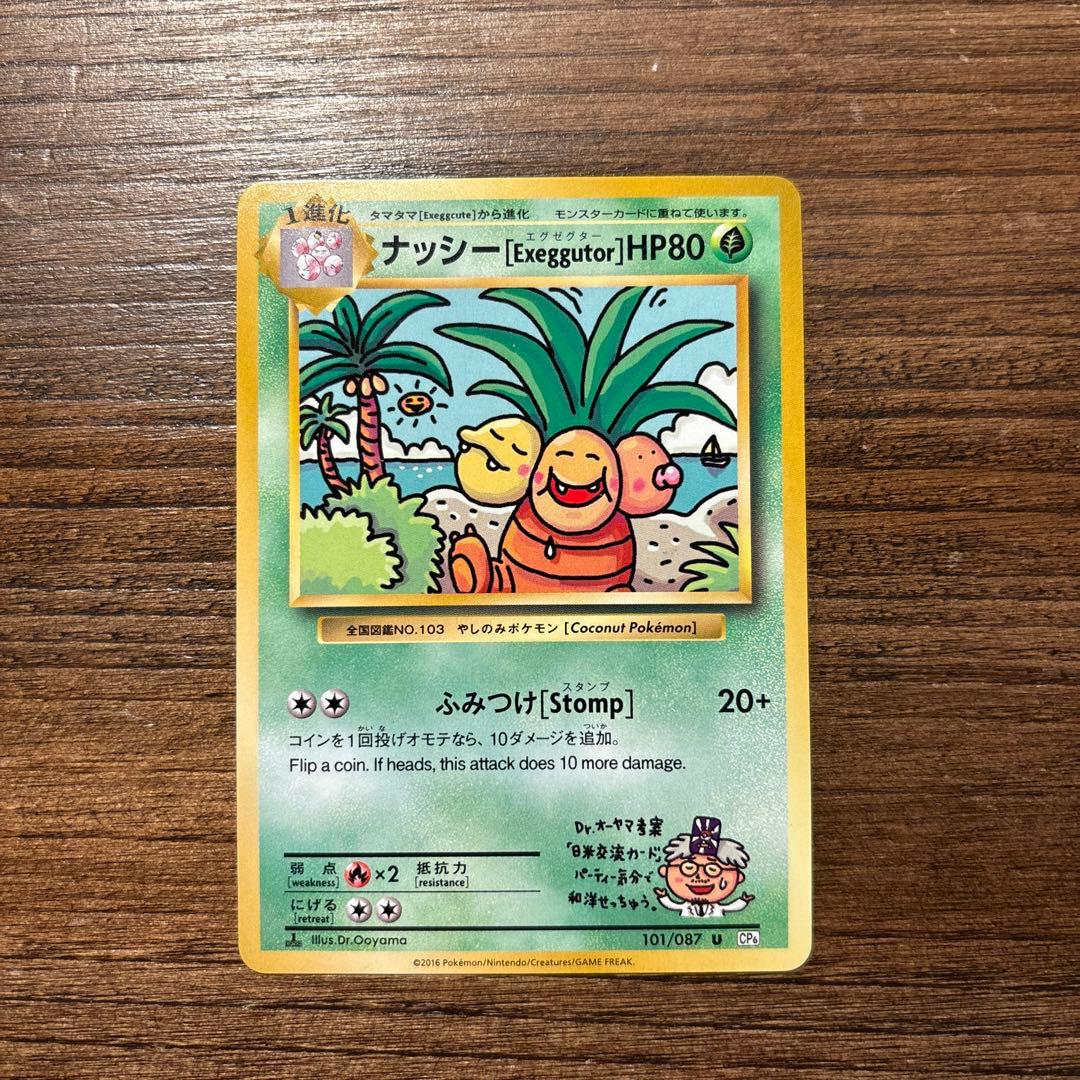 1進化
タマタマ[Exeggcute]から進化 モンスターカードに重ねて使います。
エグゼグター
ナッシー[Exeggutor]HP80
全国図鑑NO.103 やしのみポケモン [Coconut Pokémon]
スタンプ
ふみつけ[Stomp] 20+
かい な ついか
コインを1回投げオモテなら、10ダメージを追加。
Flip a coin. If heads, this attack does 10 more damage.
Dr.オーヤマ考案
「日米交流カード」
パーティー気分で
和洋せっちゅう。
弱点 ×2 抵抗力
[weakness] [resistance]
にげる
[retreat]
Illus.Dr.Ooyama 101/087 U CP6
©2016 Pokémon/Nintendo/Creatures/GAME FREAK.